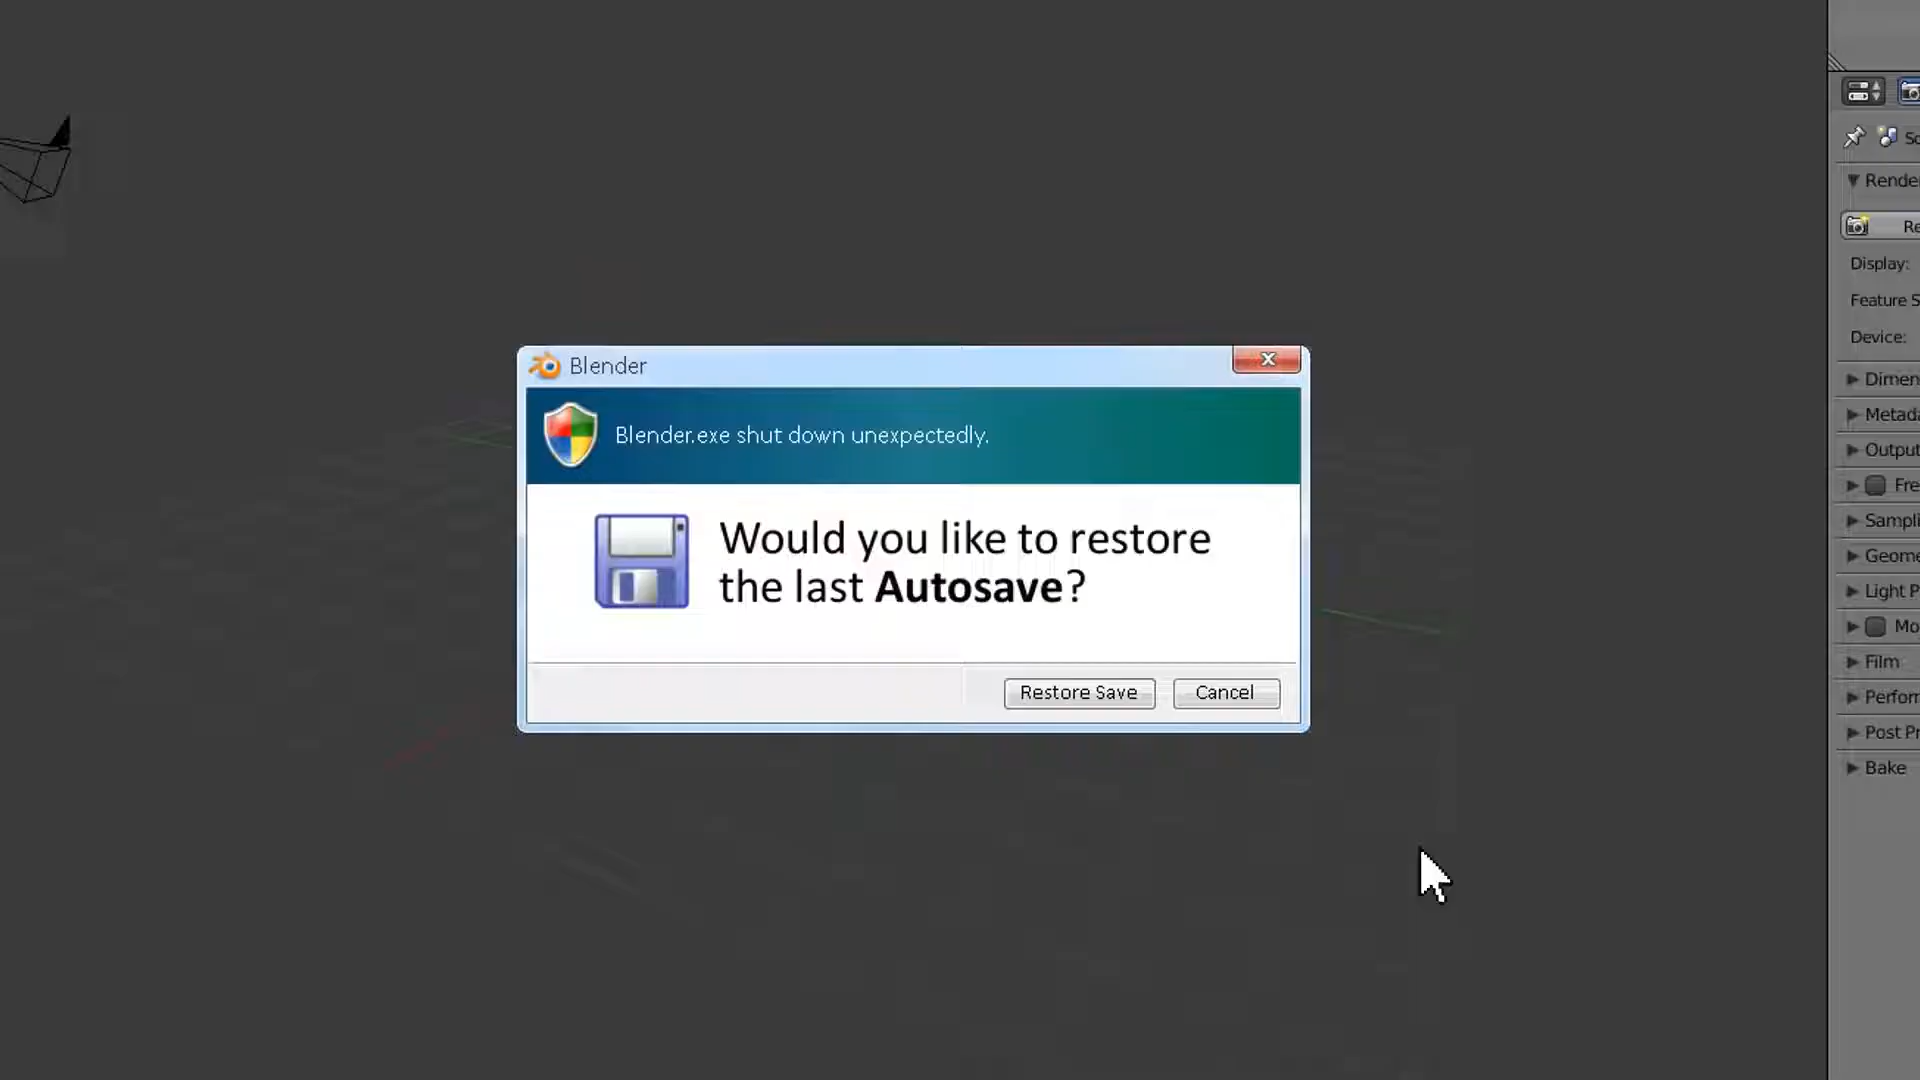 Blender
Blender.exe shut down unexpectedly.
Would you like to restore
the last Autosave?
Restore Save
Cancel
Display:
Device:
Output
Film
Bake